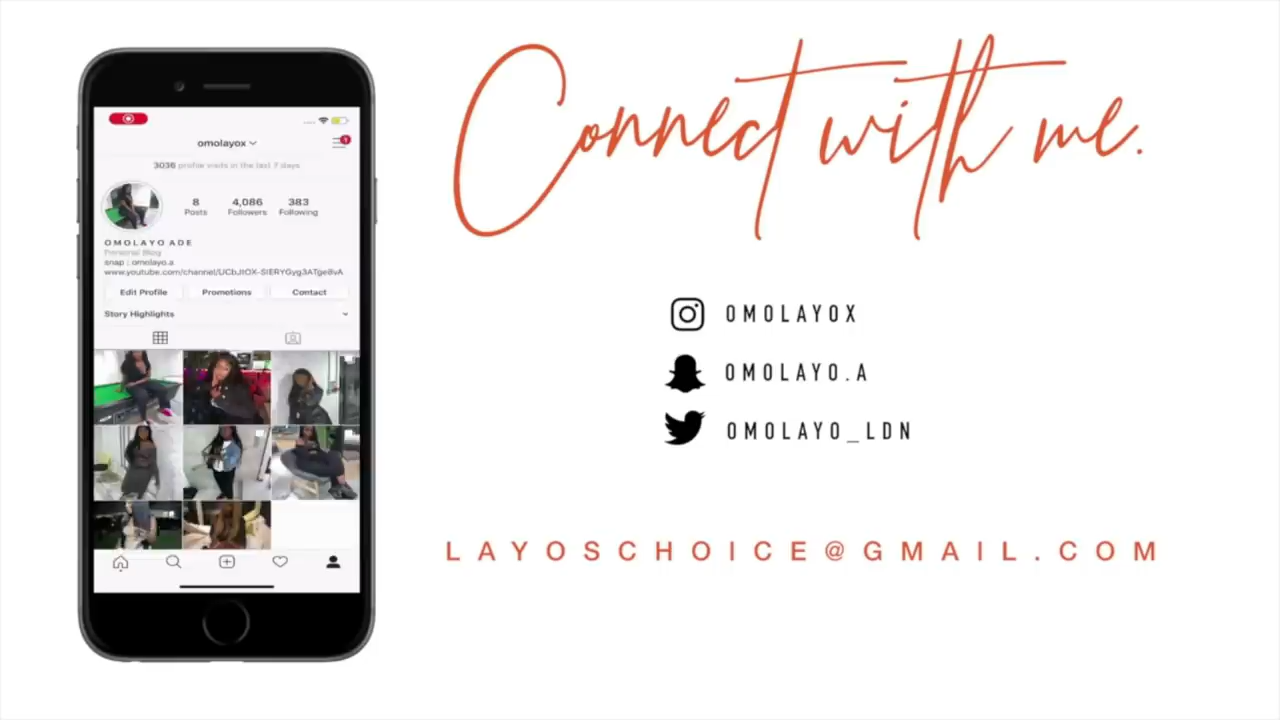 Connect with me.
omolayox
3036 profile visits in the last 7 days
8 4,086 383
Posts Followers Following
OMOLAYO ADE
Personal Blog
snap : omolayo.a
Edit Profile Promotions Contact
Story Highlights
OMOLAYOX
OMOLAYO.A
OMOLAYO_LDN
LAYOSCHOICE@GMAIL.COM